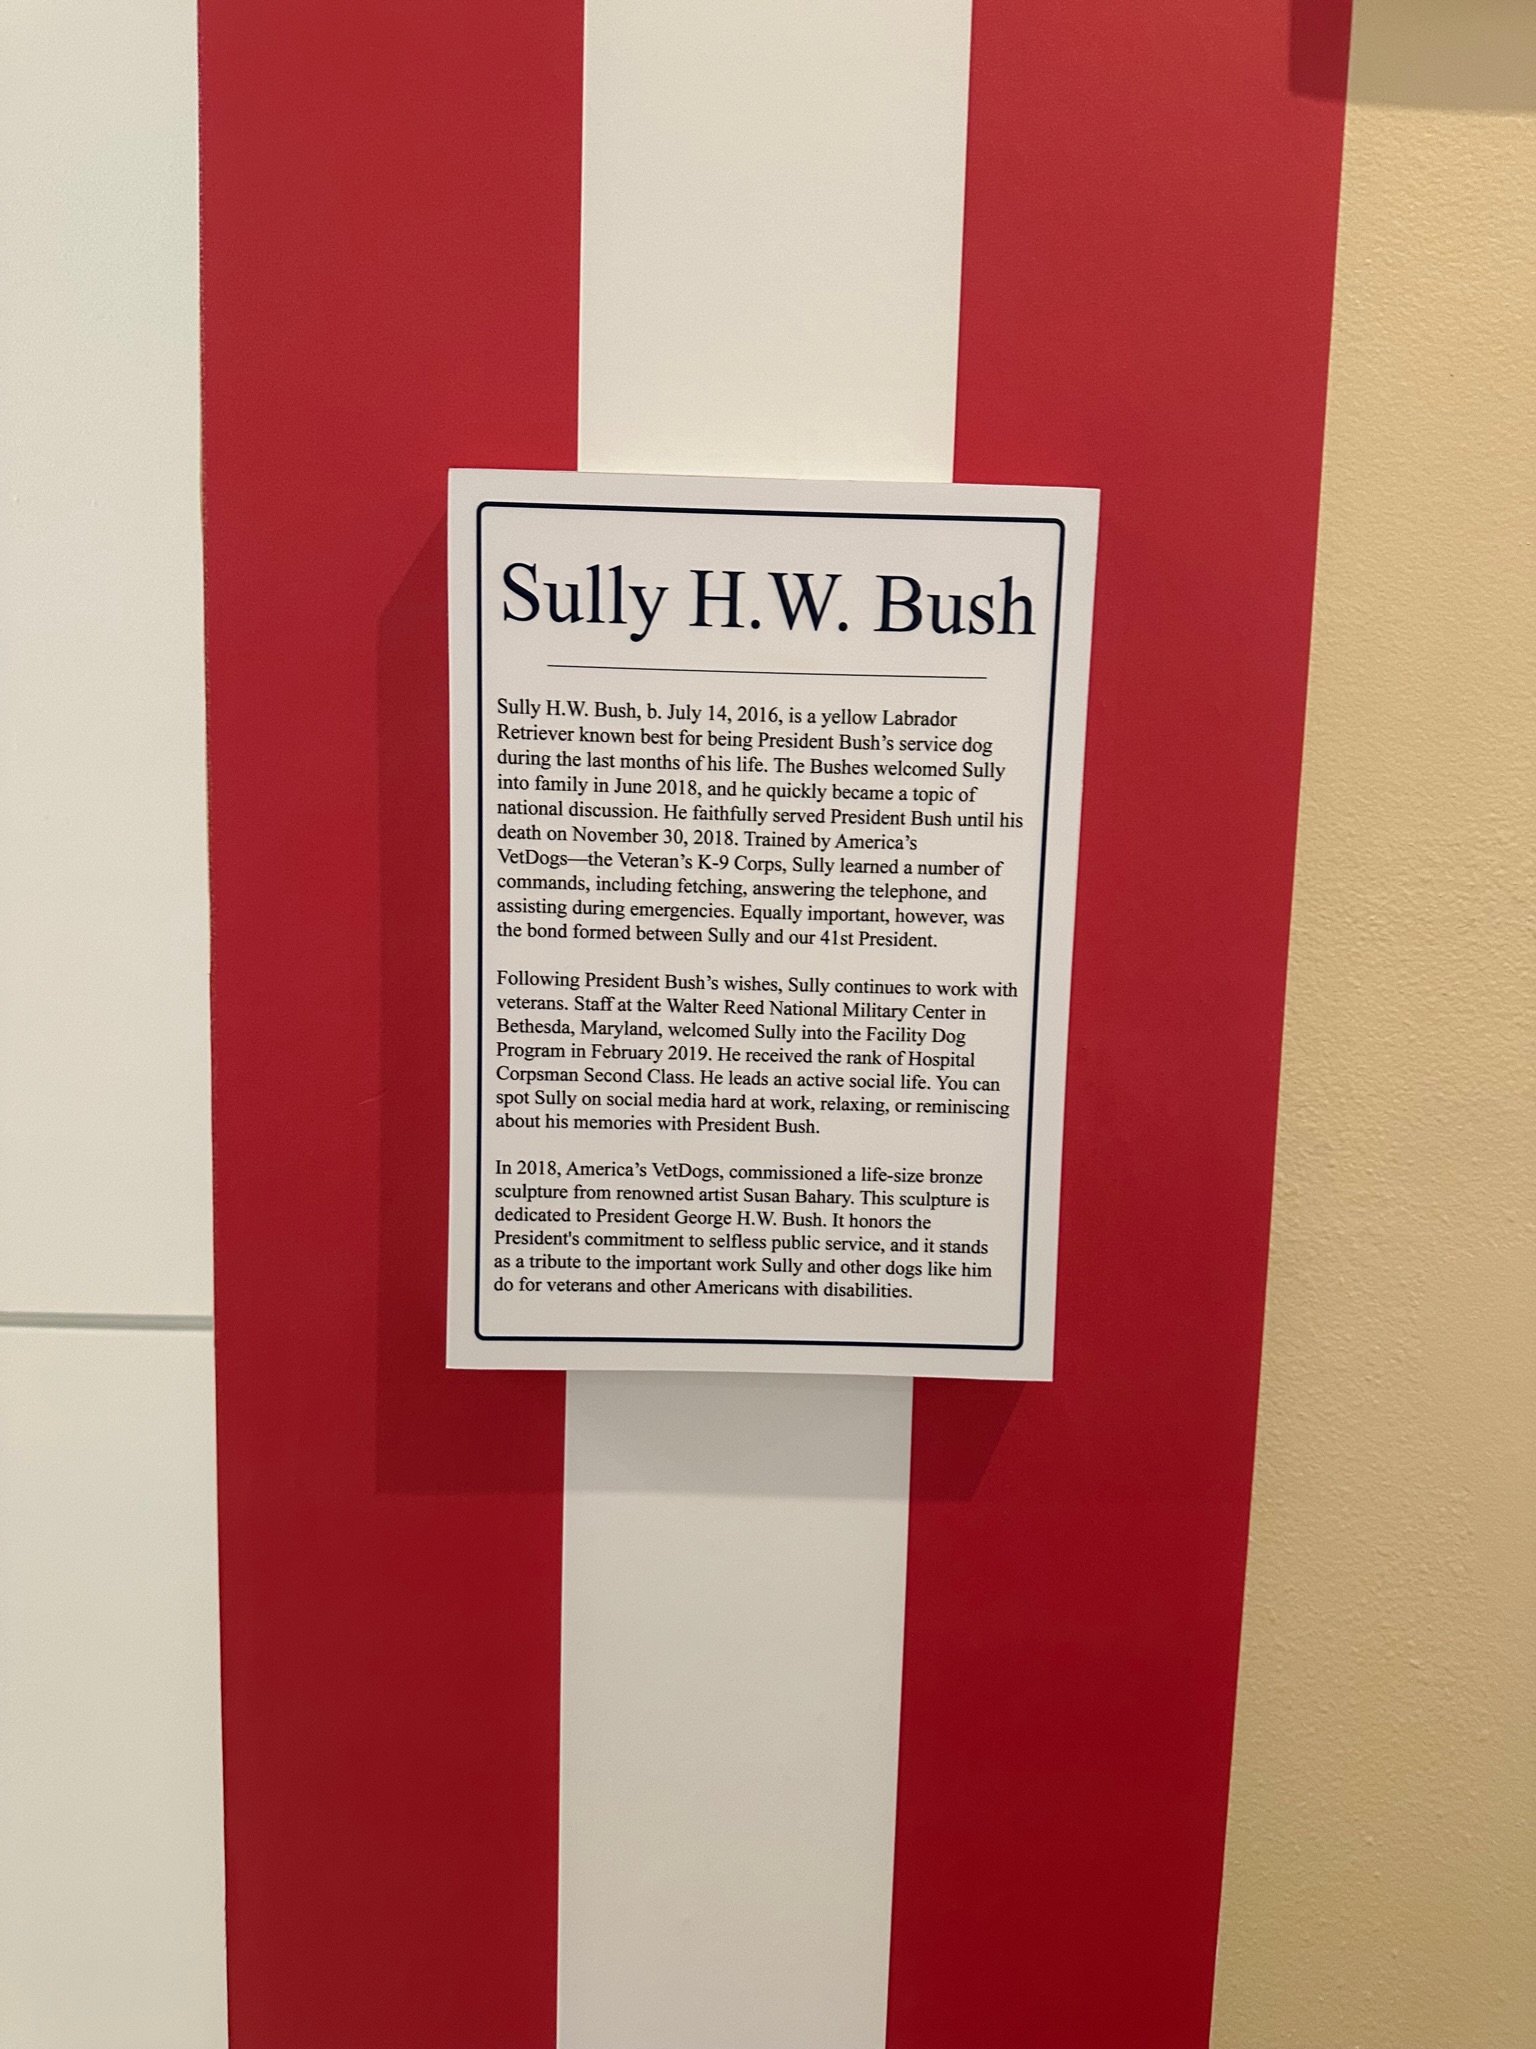 Sully H.W. Bush
Sully H.W. Bush, b. July 14, 2016, is a yellow Labrador
Retriever known best for being President Bush’s service dog
during the last months of his life. The Bushes welcomed Sully
into family in June 2018, and he quickly became a topic of
national discussion. He faithfully served President Bush until his
death on November 30, 2018. Trained by America’s
VetDogs—the Veteran’s K-9 Corps, Sully learned a number of
commands, including fetching, answering the telephone, and
assisting during emergencies. Equally important, however, was
the bond formed between Sully and our 41st President.
Following President Bush’s wishes, Sully continues to work with
veterans. Staff at the Walter Reed National Military Center in
Bethesda, Maryland, welcomed Sully into the Facility Dog
Program in February 2019. He received the rank of Hospital
Corpsman Second Class. He leads an active social life. You can
spot Sully on social media hard at work, relaxing, or reminiscing
about his memories with President Bush.
In 2018, America’s VetDogs, commissioned a life-size bronze
sculpture from renowned artist Susan Bahary. This sculpture is
dedicated to President George H.W. Bush. It honors the
President's commitment to selfless public service, and it stands
as a tribute to the important work Sully and other dogs like him
do for veterans and other Americans with disabilities.